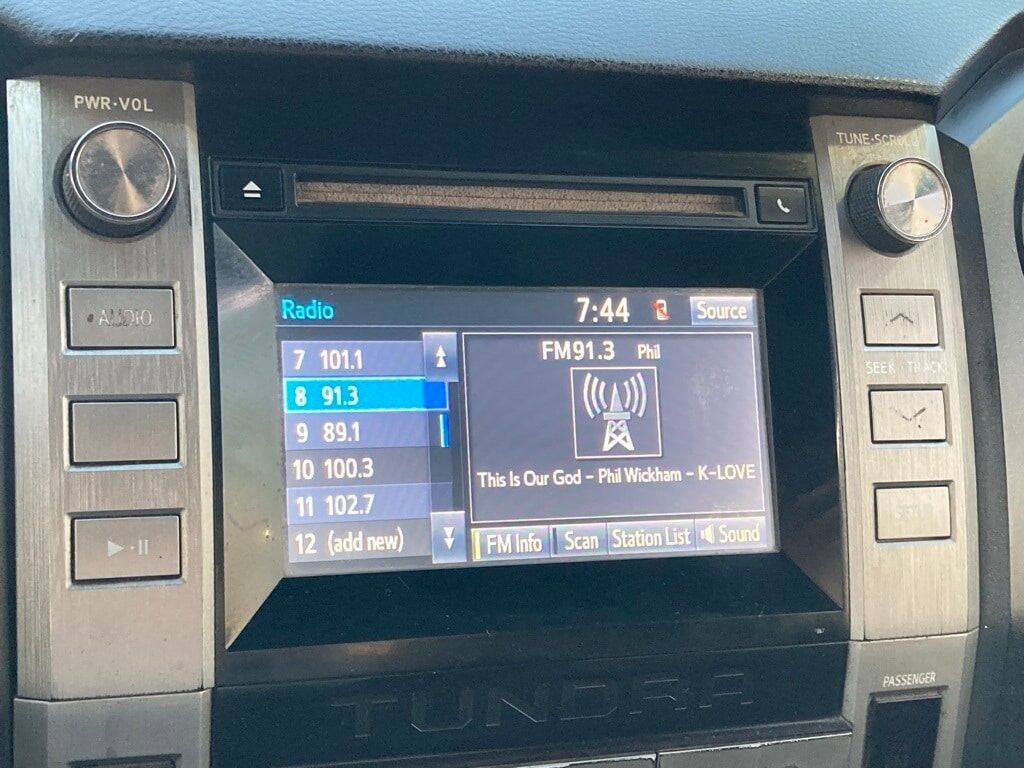 PWR·VOL
TUNE·SCROLL
AUDIO
Radio
7:44
Source
7 101.1
8 91.3
9 89.1
10 100.3
11 102.7
12 (add new)
FM91.3 Phil
This Is Our God - Phil Wickham - K-LOVE
FM Info
Scan
Station List
Sound
SEEK · TRACK
PASSENGER
TUNDRA